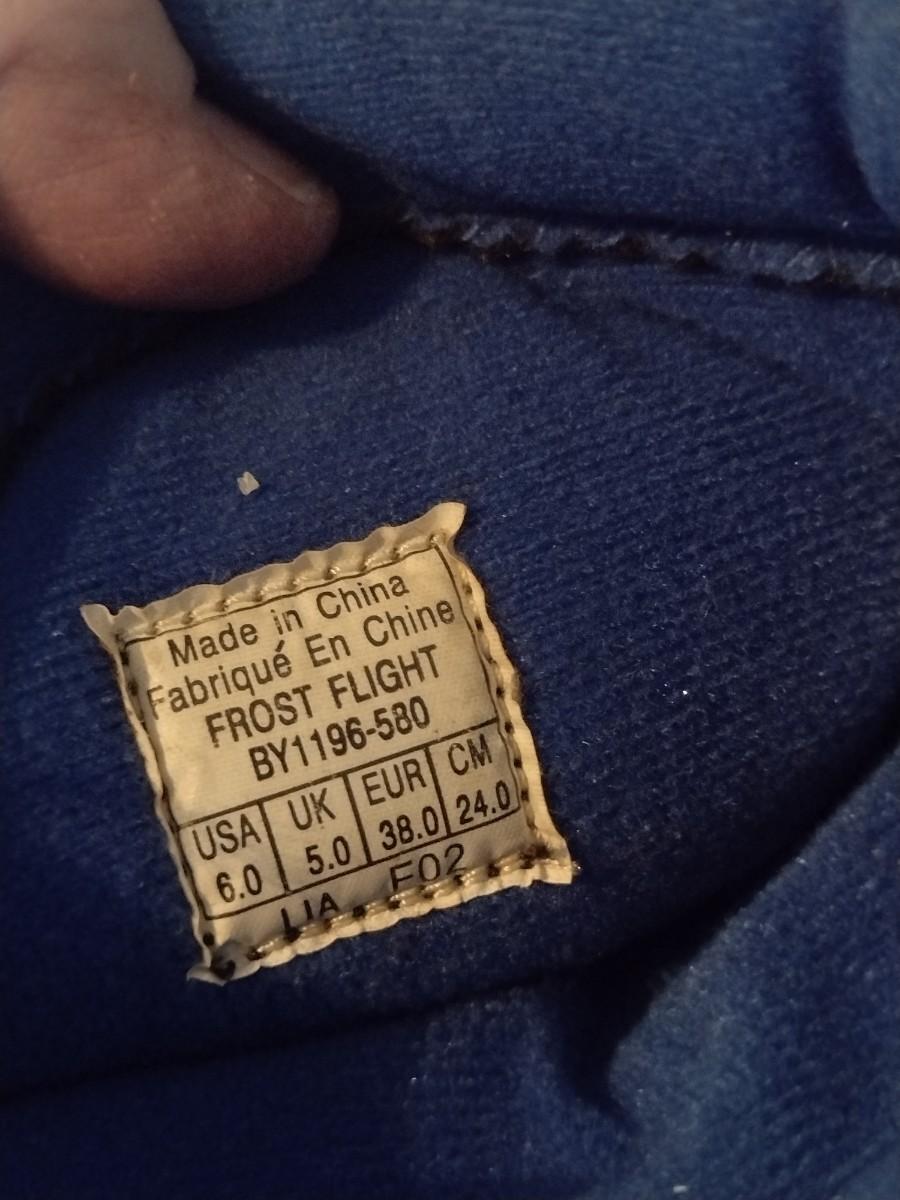 Made in China
Fabriqué En Chine
FROST FLIGHT
BY1196-580
USA UK EUR CM
6.0 5.0 38.0 24.0
F02